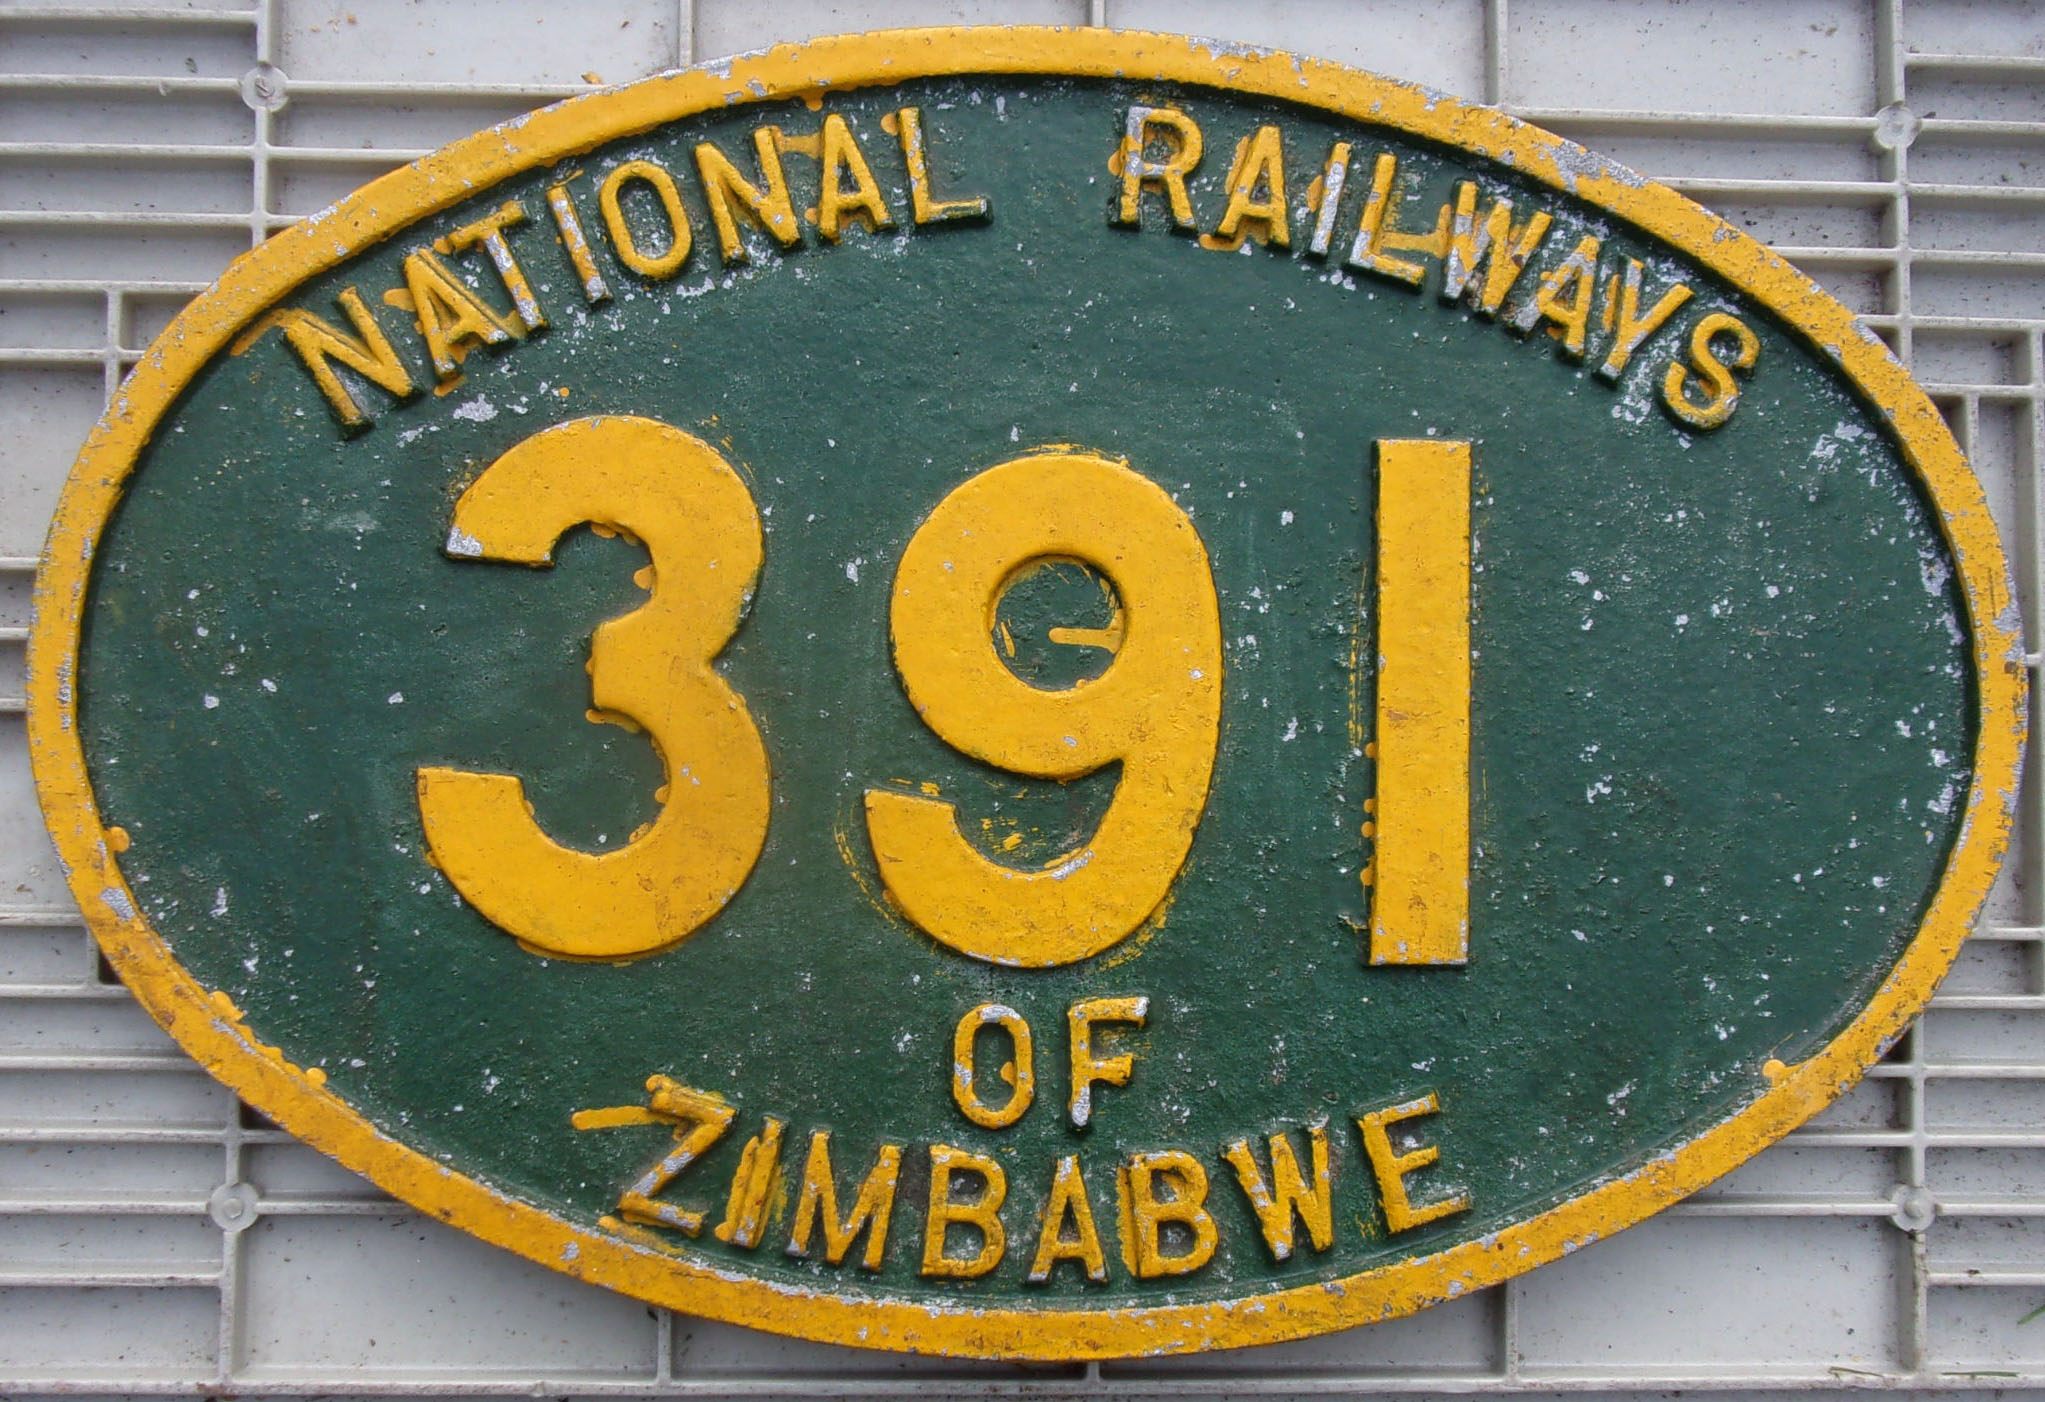 NATIONAL RAILWAYS
391
OF
ZIMBABWE